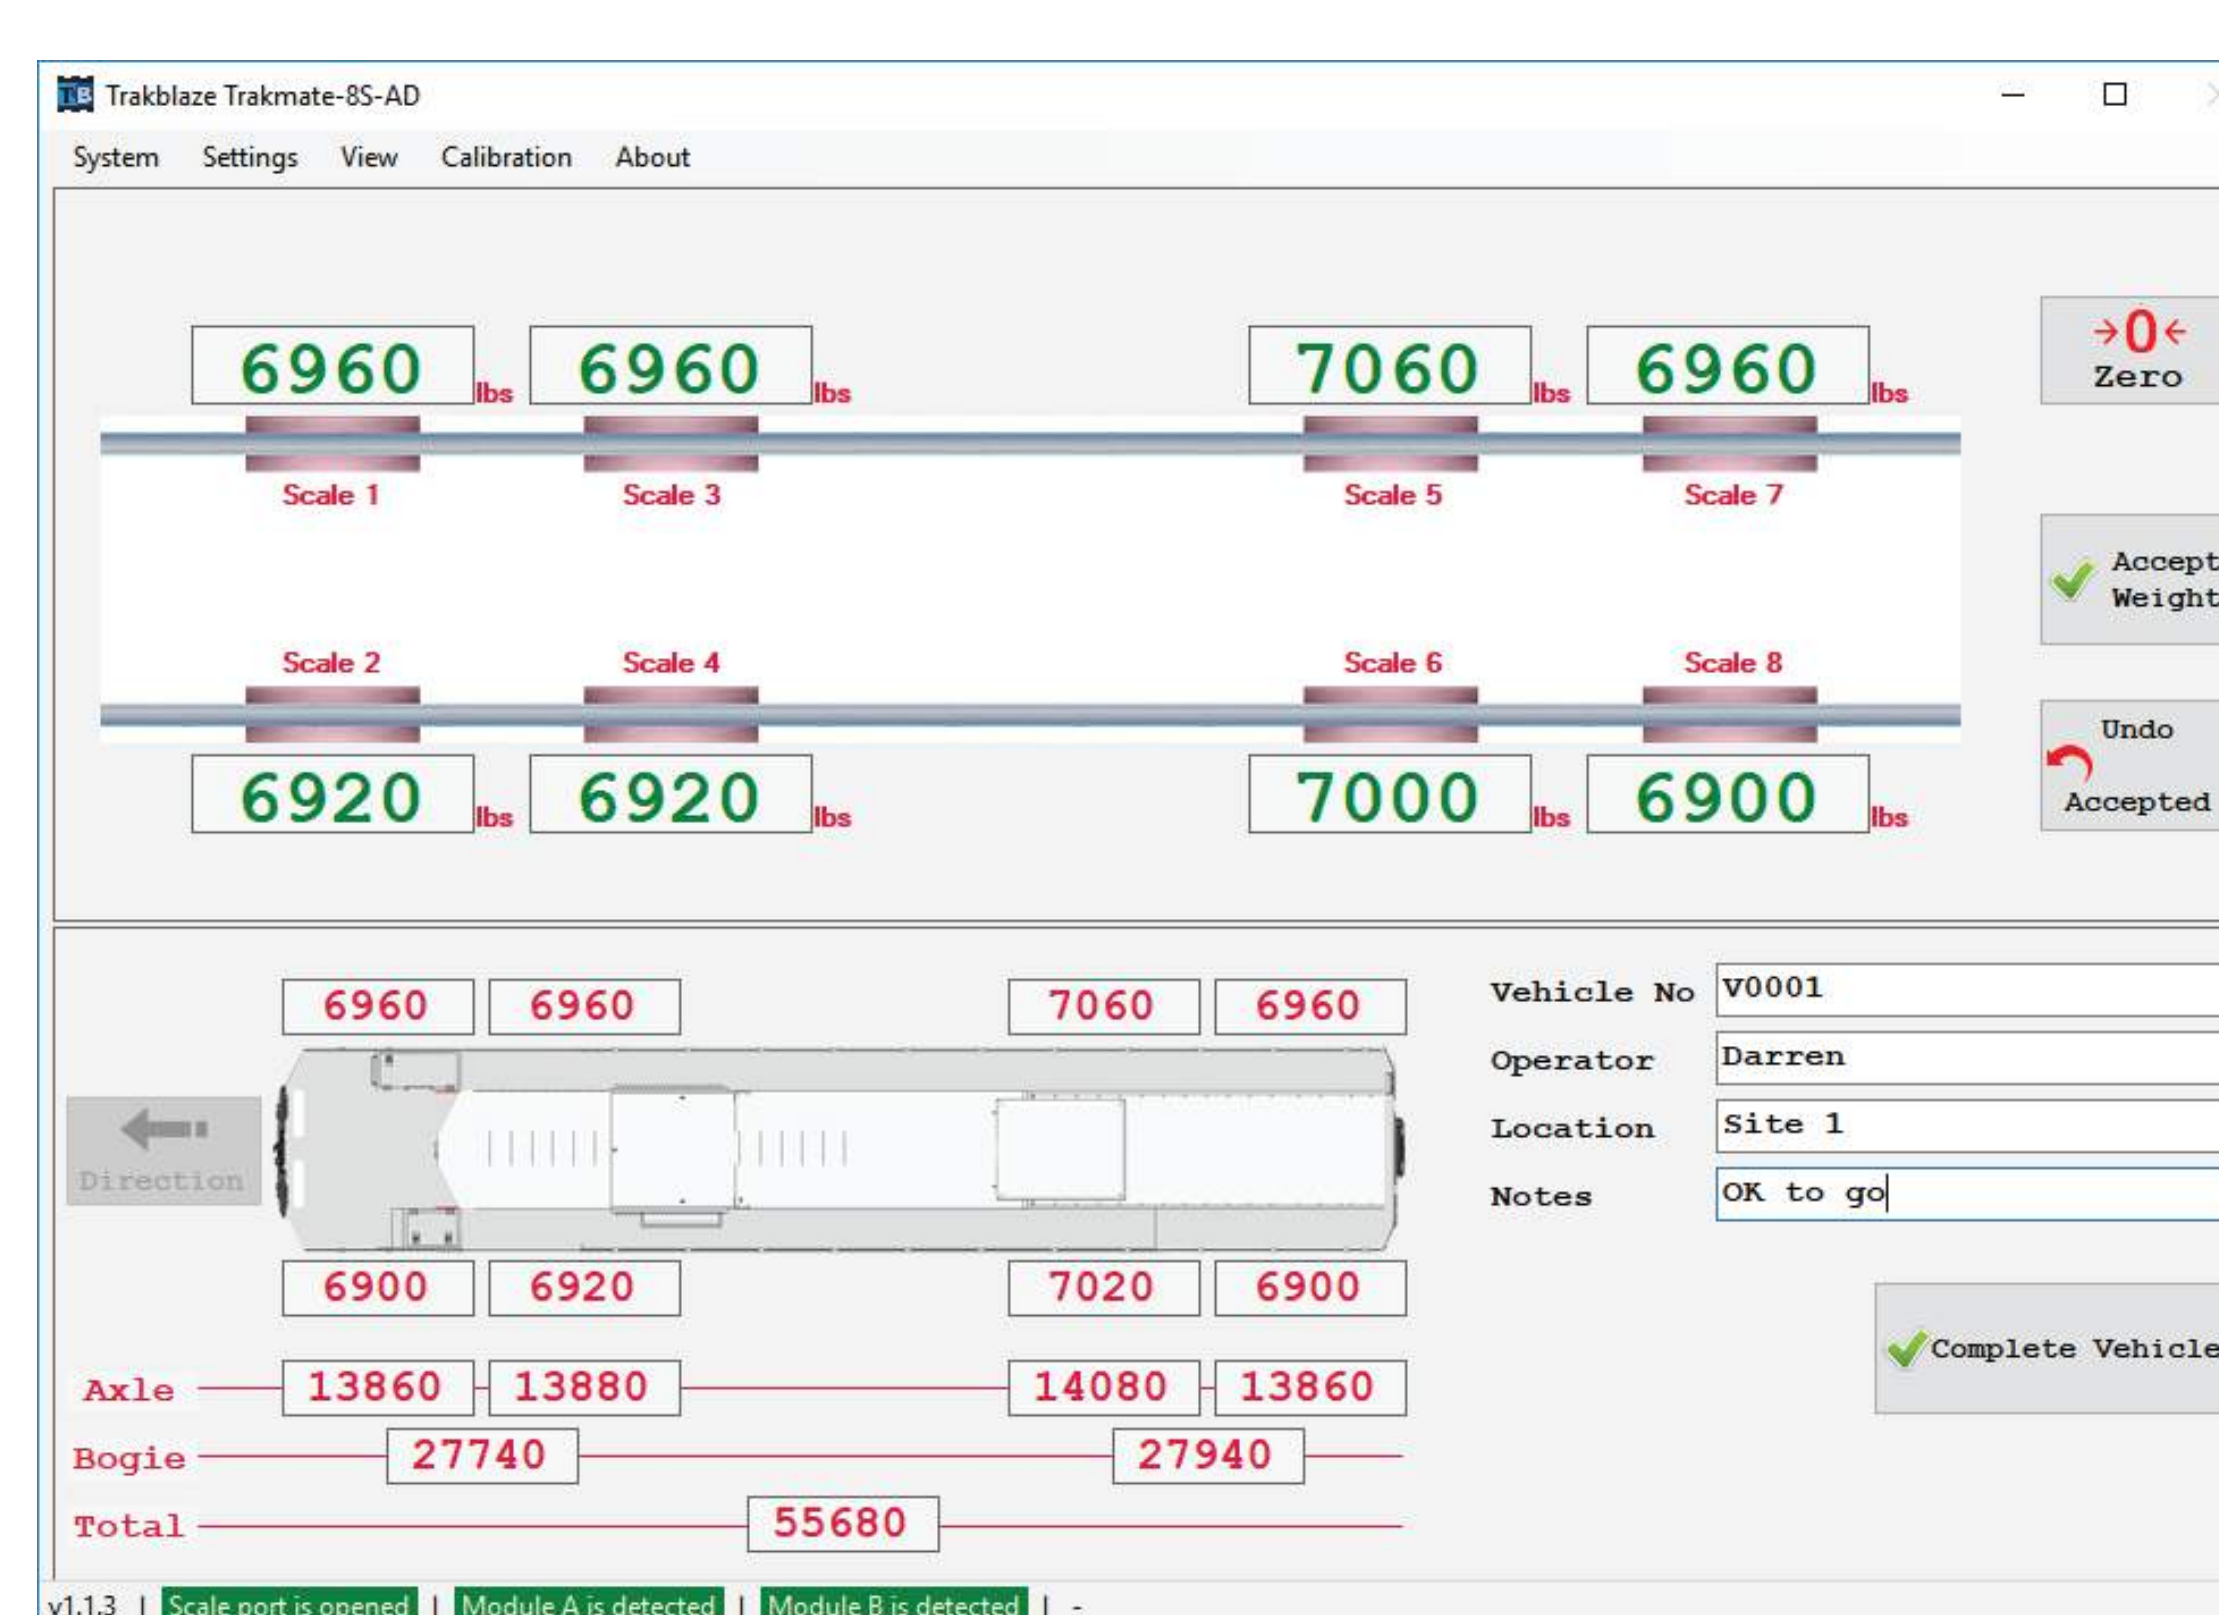 TB Trakblaze Trakmate-8S-AD
System Settings View Calibration About
6960 lbs 6960 lbs 7060 lbs 6960 lbs
→0←
Zero
Scale 1 Scale 3 Scale 5 Scale 7
Accept
Weight
Scale 2 Scale 4 Scale 6 Scale 8
6920 lbs 6920 lbs 7000 lbs 6900 lbs
Undo
Accepted
6960 6960 7060 6960
Vehicle No V0001
Operator Darren
Location Site 1
Notes OK to go
Direction
6900 6920 7020 6900
Complete Vehicle
Axle 13860 13880 14080 13860
Bogie 27740 27940
Total 55680
v1.1.3 | Scale port is opened | Module A is detected | Module B is detected | -